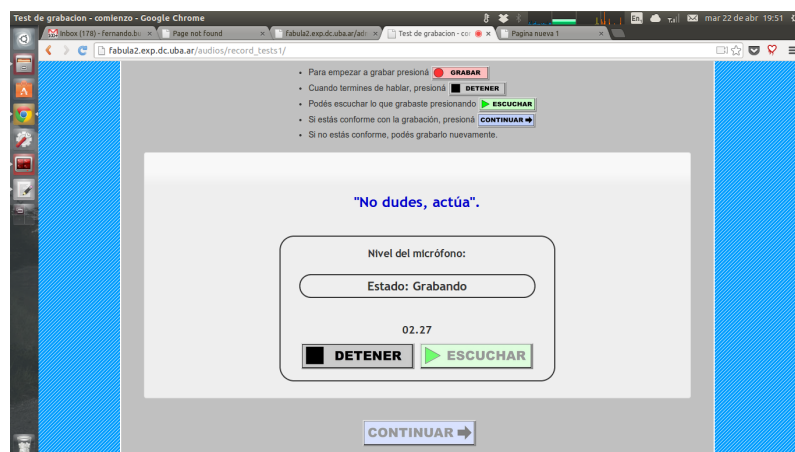 Test de grabacion - comienzo - Google Chrome
En
mar 22 de abr 19:51
Inbox (178) - fernando.bu
Page not found
fabula2.exp.dc.uba.ar/ad
Test de grabacion - co
Pagina nueva 1
fabula2.exp.dc.uba.ar/audios/record_tests1/
Para empezar a grabar presioná GRABAR
Cuando termines de hablar, presioná DETENER
Podés escuchar lo que grabaste presionando ESCUCHAR
Si estás conforme con la grabación, presioná CONTINUAR
Si no estás conforme, podés grabarlo nuevamente.
"No dudes, actúa".
Nivel del micrófono:
Estado: Grabando
02.27
DETENER
ESCUCHAR
CONTINUAR